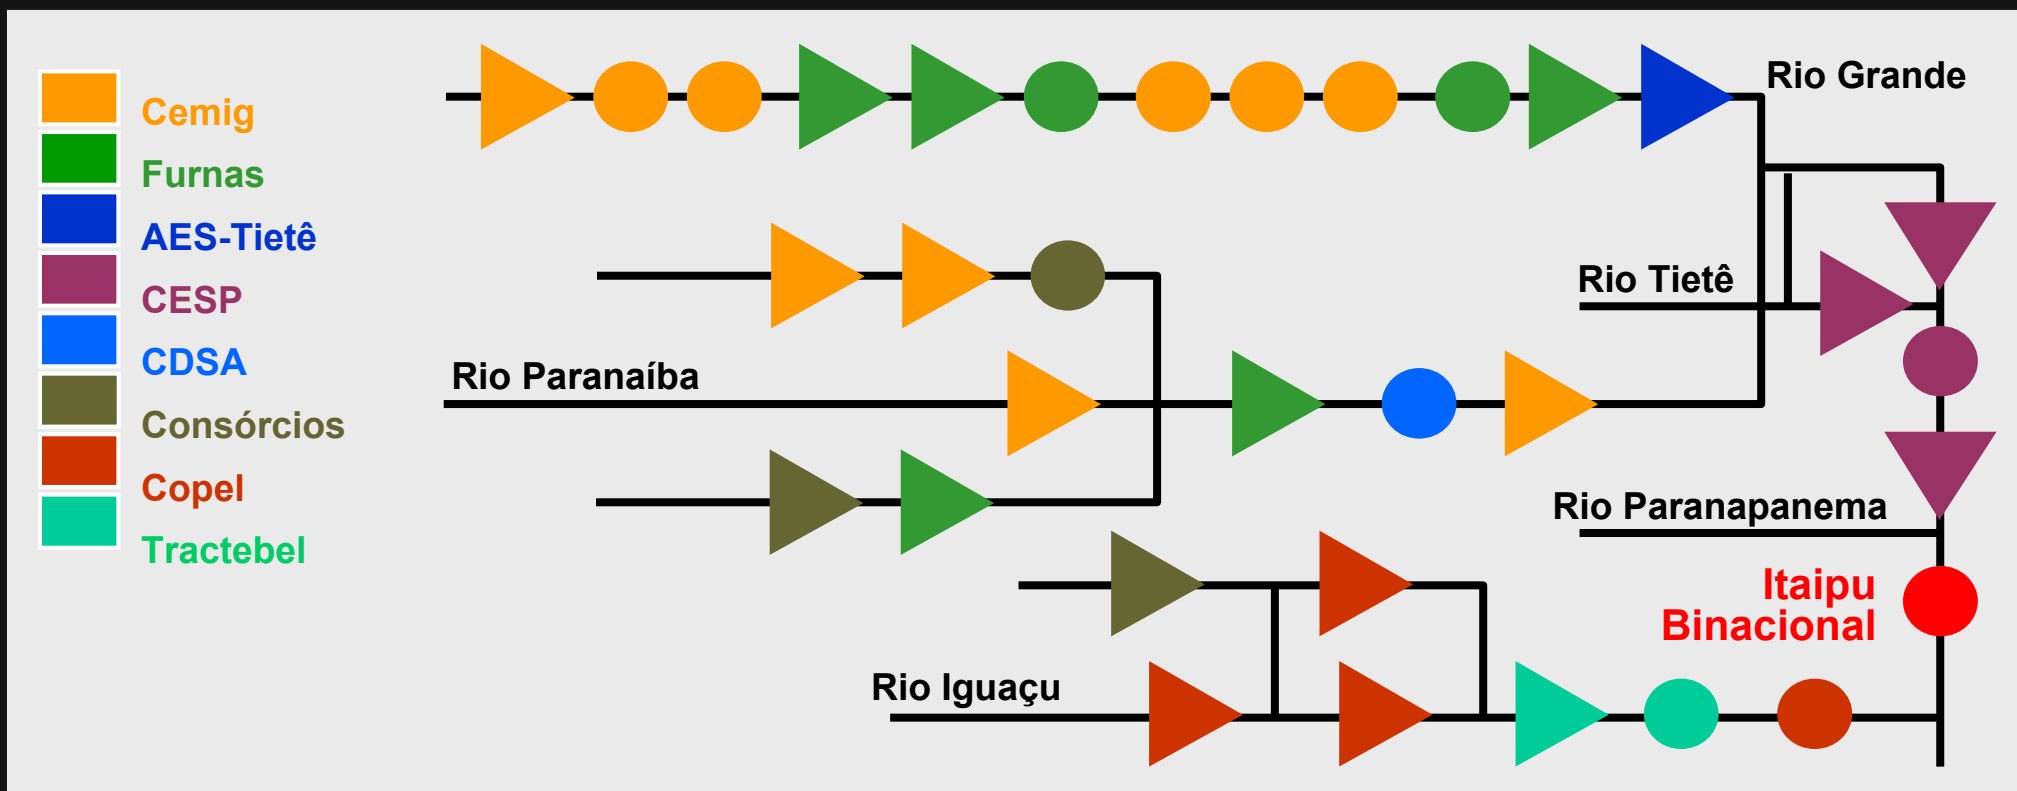 Cemig
Furnas
AES-Tietê
CESP
CDSA
Consórcios
Copel
Tractebel
Rio Grande
Rio Tietê
Rio Paranaíba
Rio Paranapanema
Itaipu
Binacional
Rio Iguaçu